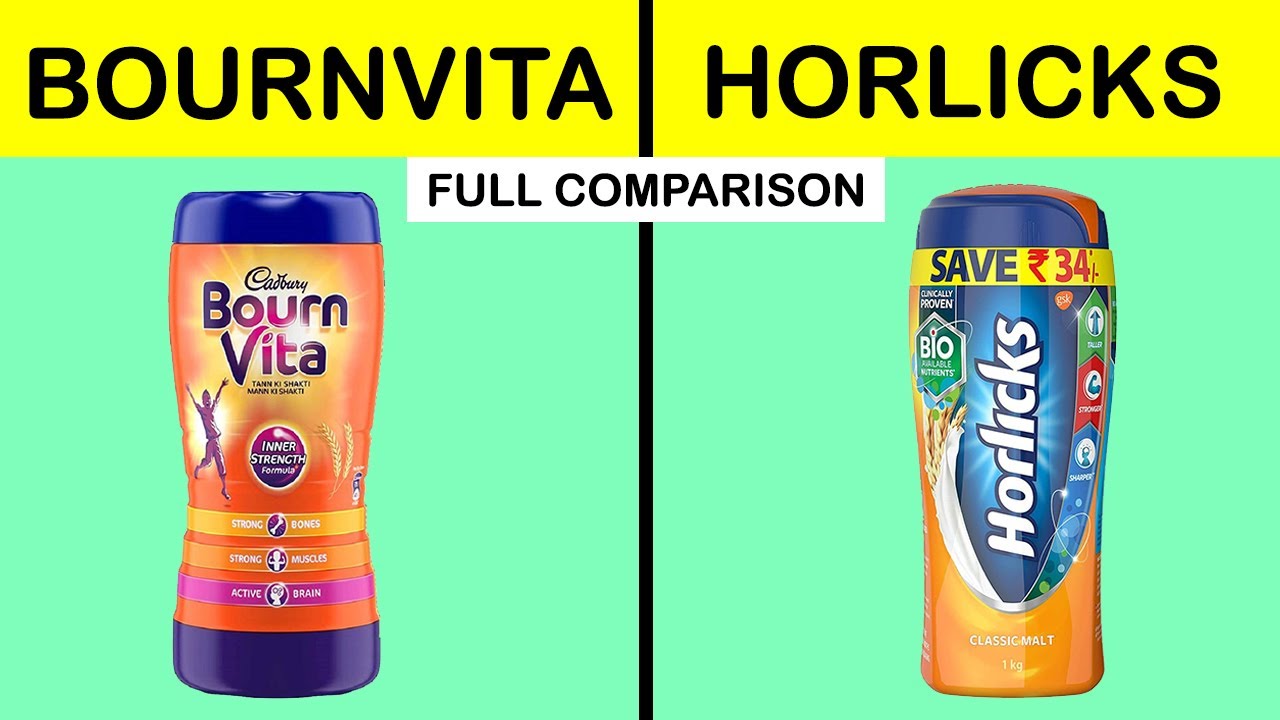 BOURNVITA
HORLICKS
FULL COMPARISON
Cadbury
Bourn
Vita
TANN KI SHAKTI
MANN KI SHAKTI
INNER
STRENGTH
Formula
STRONG BONES
STRONG MUSCLES
ACTIVE BRAIN
SAVE ₹ 34/-
CLINICALLY
PROVEN*
gsk
BIO
AVAILABLE
NUTRIENTS*
Horlicks
TALLER
STRONGER
SHARPER
CLASSIC MALT
1 kg